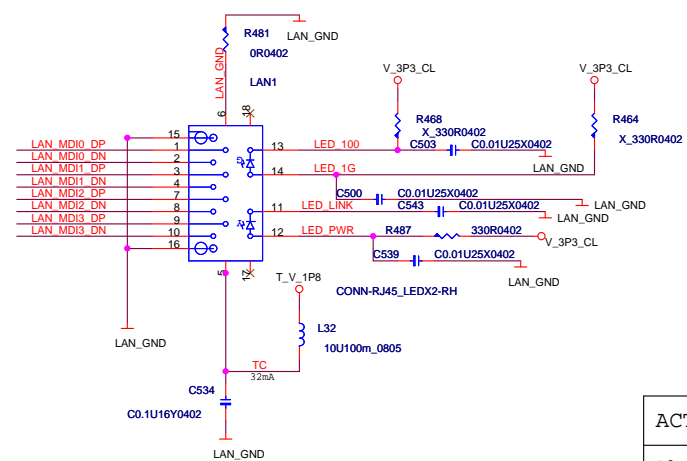 R481
LAN_GND
0R0402
LAN_GND
LAN1
V_3P3_CL
V_3P3_CL
R468
X_330R0402
R464
X_330R0402
6
18
15
LAN_MDI0_DP
1
13
LED_100
C503
C0.01U25X0402
LAN_MDI0_DN
2
LAN_GND
LAN_MDI1_DP
3
14
LED_1G
LAN_MDI1_DN
4
C500
C0.01U25X0402
LAN_GND
LAN_MDI2_DP
7
LAN_MDI2_DN
8
11
LED_LINK
C543
C0.01U25X0402
LAN_GND
LAN_MDI3_DP
9
LAN_MDI3_DN
10
12
LED_PWR
R487
330R0402
V_3P3_CL
16
C539
C0.01U25X0402
LAN_GND
5
17
T_V_1P8
CONN-RJ45_LEDX2-RH
LAN_GND
L32
10U100m_0805
TC
32mA
C534
C0.1U16Y0402
LAN_GND